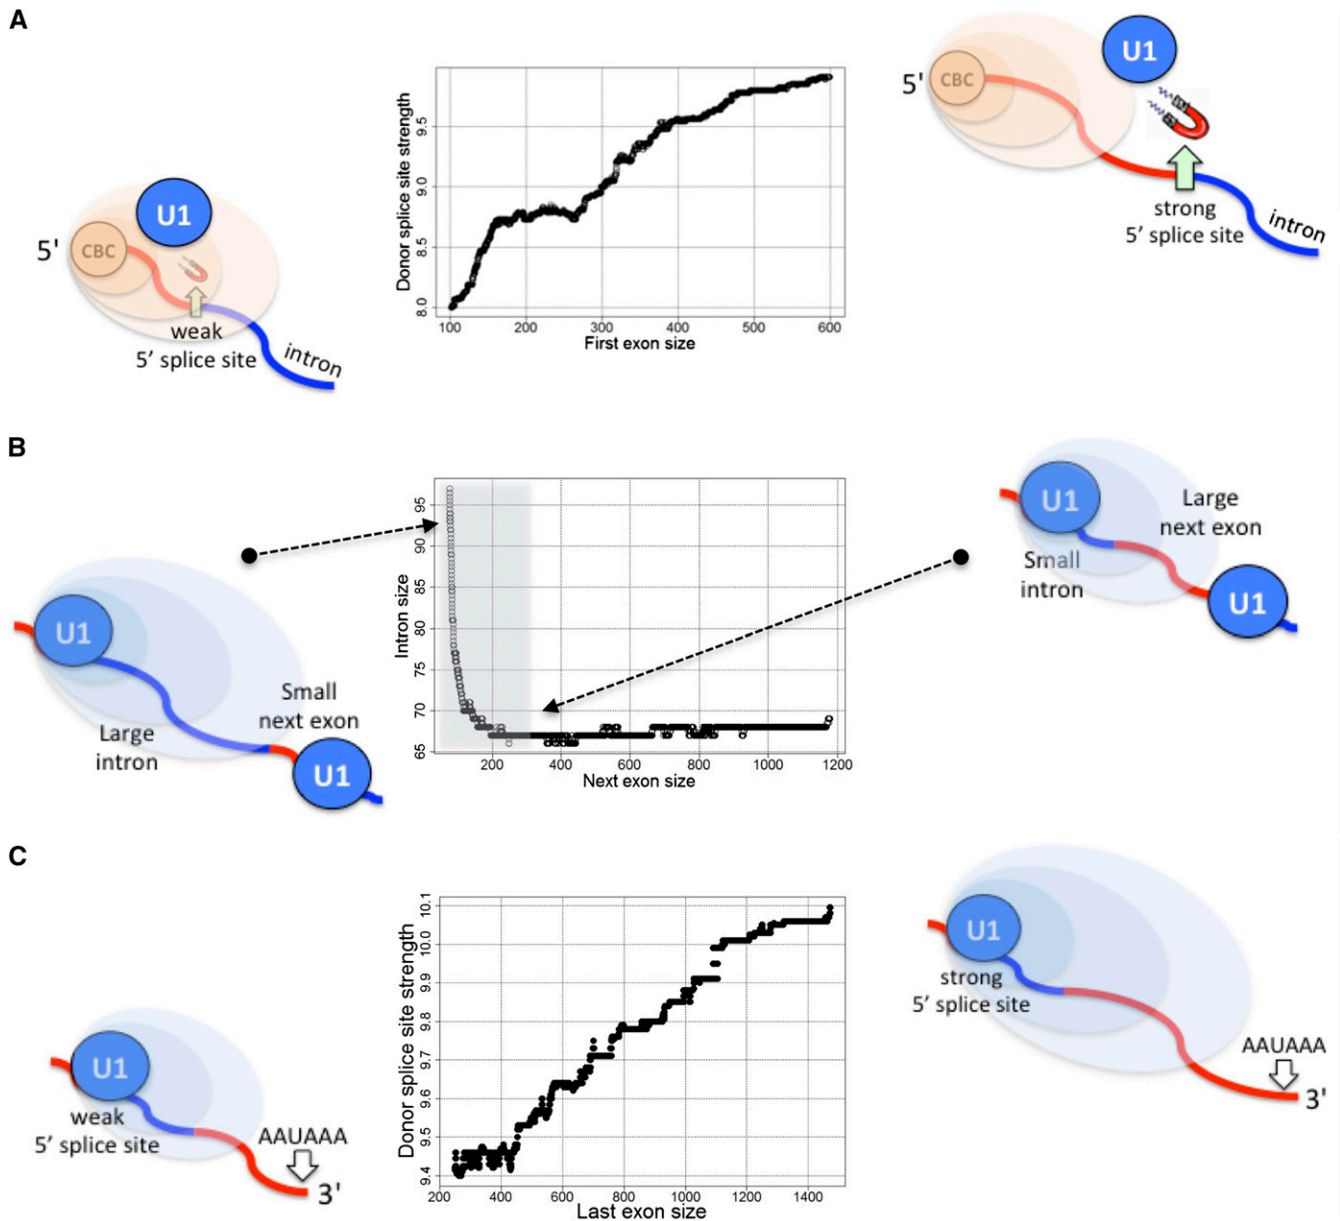 A
5'
CBC
U1
weak
5' splice site
intron
Donor splice site strength
9.5
9.0
8.5
8.0
100 200 300 400 500 600
First exon size
5'
CBC
U1
strong
5' splice site
intron
B
U1
Large
intron
Small
next exon
U1
Intron size
95
90
85
80
75
70
65
200 400 600 800 1000 1200
Next exon size
U1
Small
intron
Large
next exon
U1
C
U1
weak
5' splice site
AAUAAA
3'
Donor splice site strength
10.1
10.0
9.9
9.8
9.7
9.6
9.5
9.4
200 400 600 800 1000 1200 1400
Last exon size
U1
strong
5' splice site
AAUAAA
3'